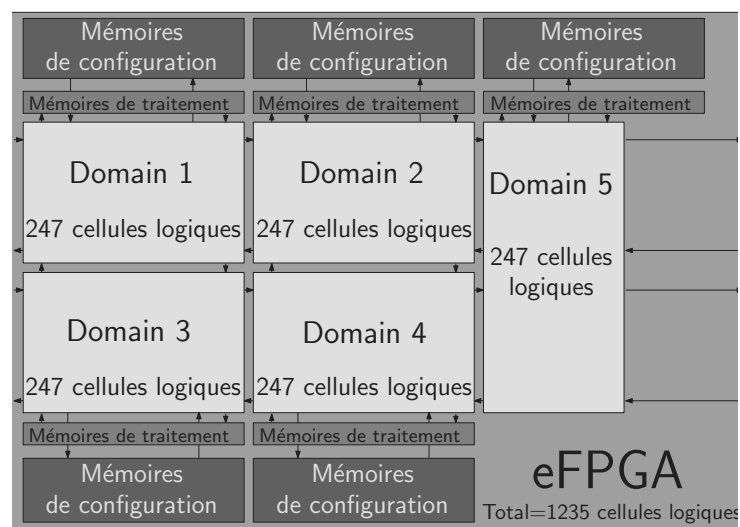 Mémoires
de configuration
Mémoires
de configuration
Mémoires
de configuration
Mémoires de traitement
Mémoires de traitement
Mémoires de traitement
Domain 1
247 cellules logiques
Domain 2
247 cellules logiques
Domain 5
247 cellules
logiques
Domain 3
247 cellules logiques
Domain 4
247 cellules logiques
Mémoires de traitement
Mémoires de traitement
Mémoires
de configuration
Mémoires
de configuration
eFPGA
Total=1235 cellules logiques